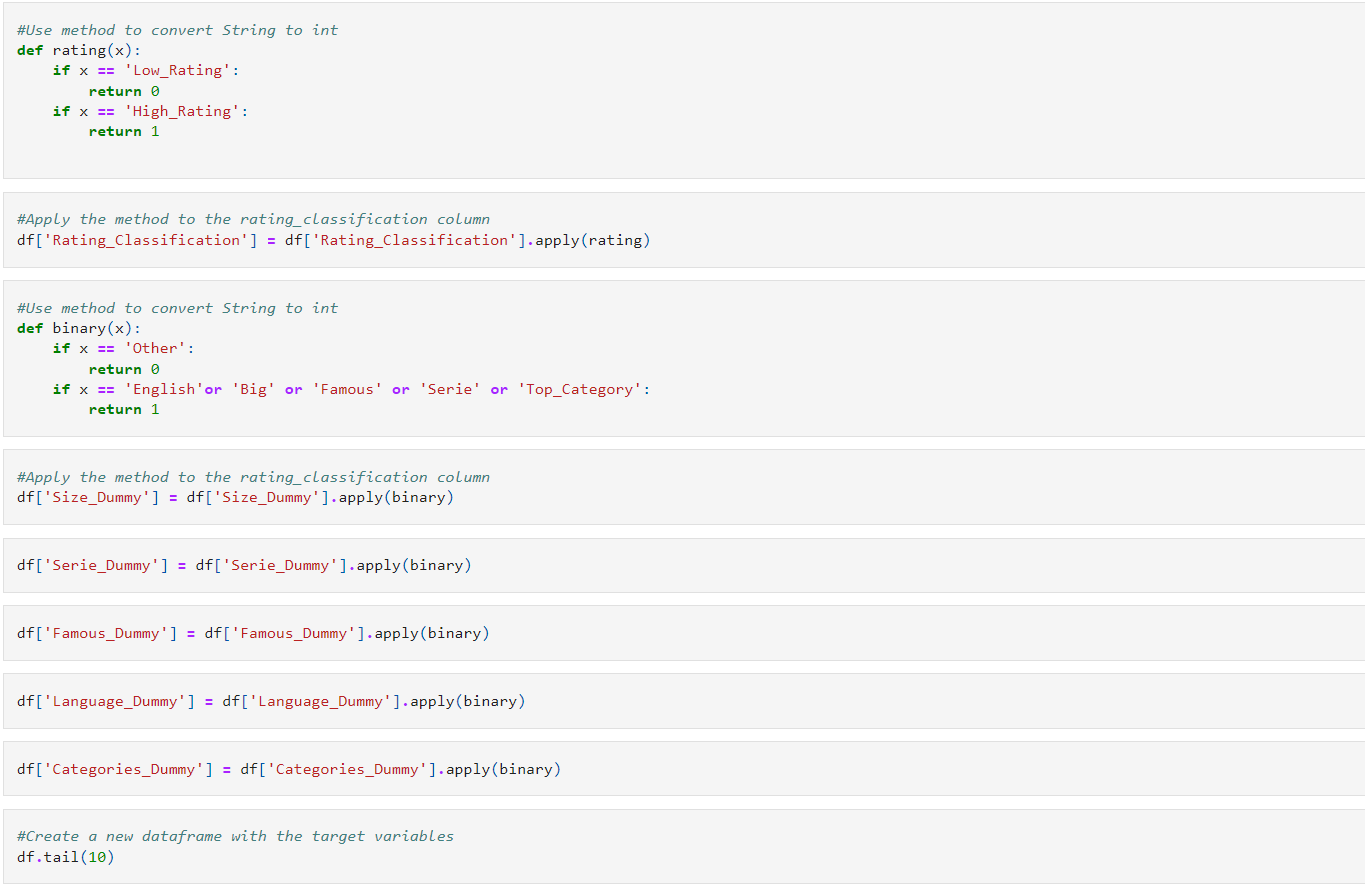 #Use method to convert String to int
def rating(x):
    if x == 'Low_Rating':
        return 0
    if x == 'High_Rating':
        return 1
#Apply the method to the rating_classification column
df['Rating_Classification'] = df['Rating_Classification'].apply(rating)
#Use method to convert String to int
def binary(x):
    if x == 'Other':
        return 0
    if x == 'English'or 'Big' or 'Famous' or 'Serie' or 'Top_Category':
        return 1
#Apply the method to the rating_classification column
df['Size_Dummy'] = df['Size_Dummy'].apply(binary)
df['Serie_Dummy'] = df['Serie_Dummy'].apply(binary)
df['Famous_Dummy'] = df['Famous_Dummy'].apply(binary)
df['Language_Dummy'] = df['Language_Dummy'].apply(binary)
df['Categories_Dummy'] = df['Categories_Dummy'].apply(binary)
#Create a new dataframe with the target variables
df.tail(10)